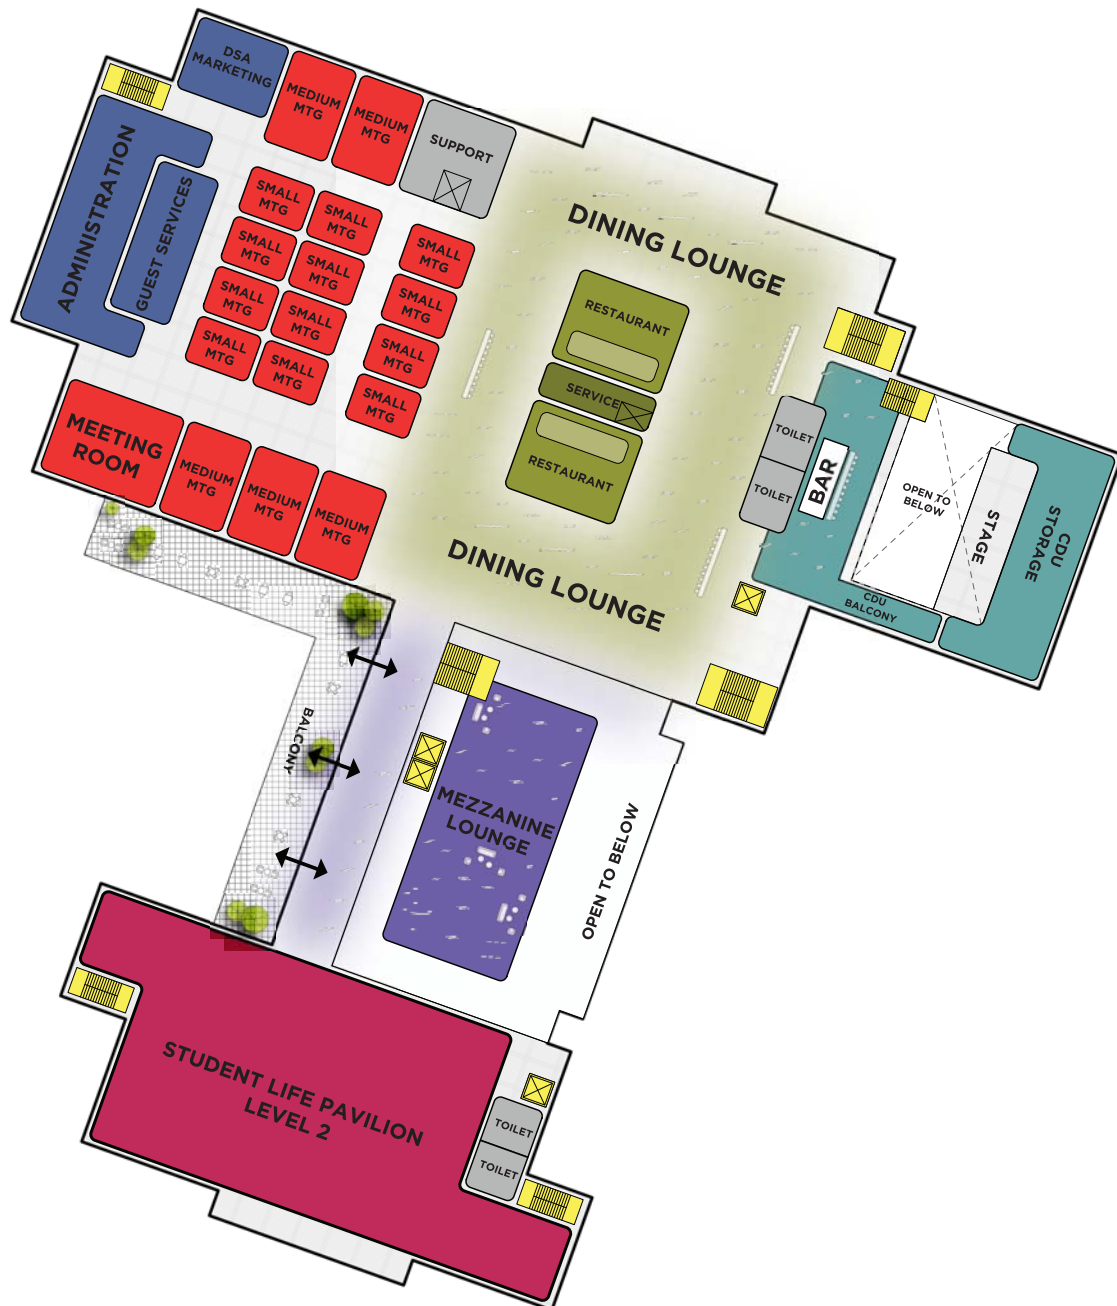 DSA
MARKETING
MEDIUM
MTG
MEDIUM
MTG
SUPPORT
ADMINISTRATION
GUEST SERVICES
SMALL
MTG
SMALL
MTG
SMALL
MTG
SMALL
MTG
SMALL
MTG
SMALL
MTG
SMALL
MTG
SMALL
MTG
SMALL
MTG
SMALL
MTG
SMALL
MTG
SMALL
MTG
DINING LOUNGE
RESTAURANT
SERVICE
RESTAURANT
DINING LOUNGE
MEETING
ROOM
MEDIUM
MTG
MEDIUM
MTG
MEDIUM
MTG
TOILET
TOILET
BAR
OPEN TO
BELOW
STAGE
CDU
STORAGE
CDU
BALCONY
BALCONY
MEZZANINE
LOUNGE
OPEN TO BELOW
STUDENT LIFE PAVILION
LEVEL 2
TOILET
TOILET